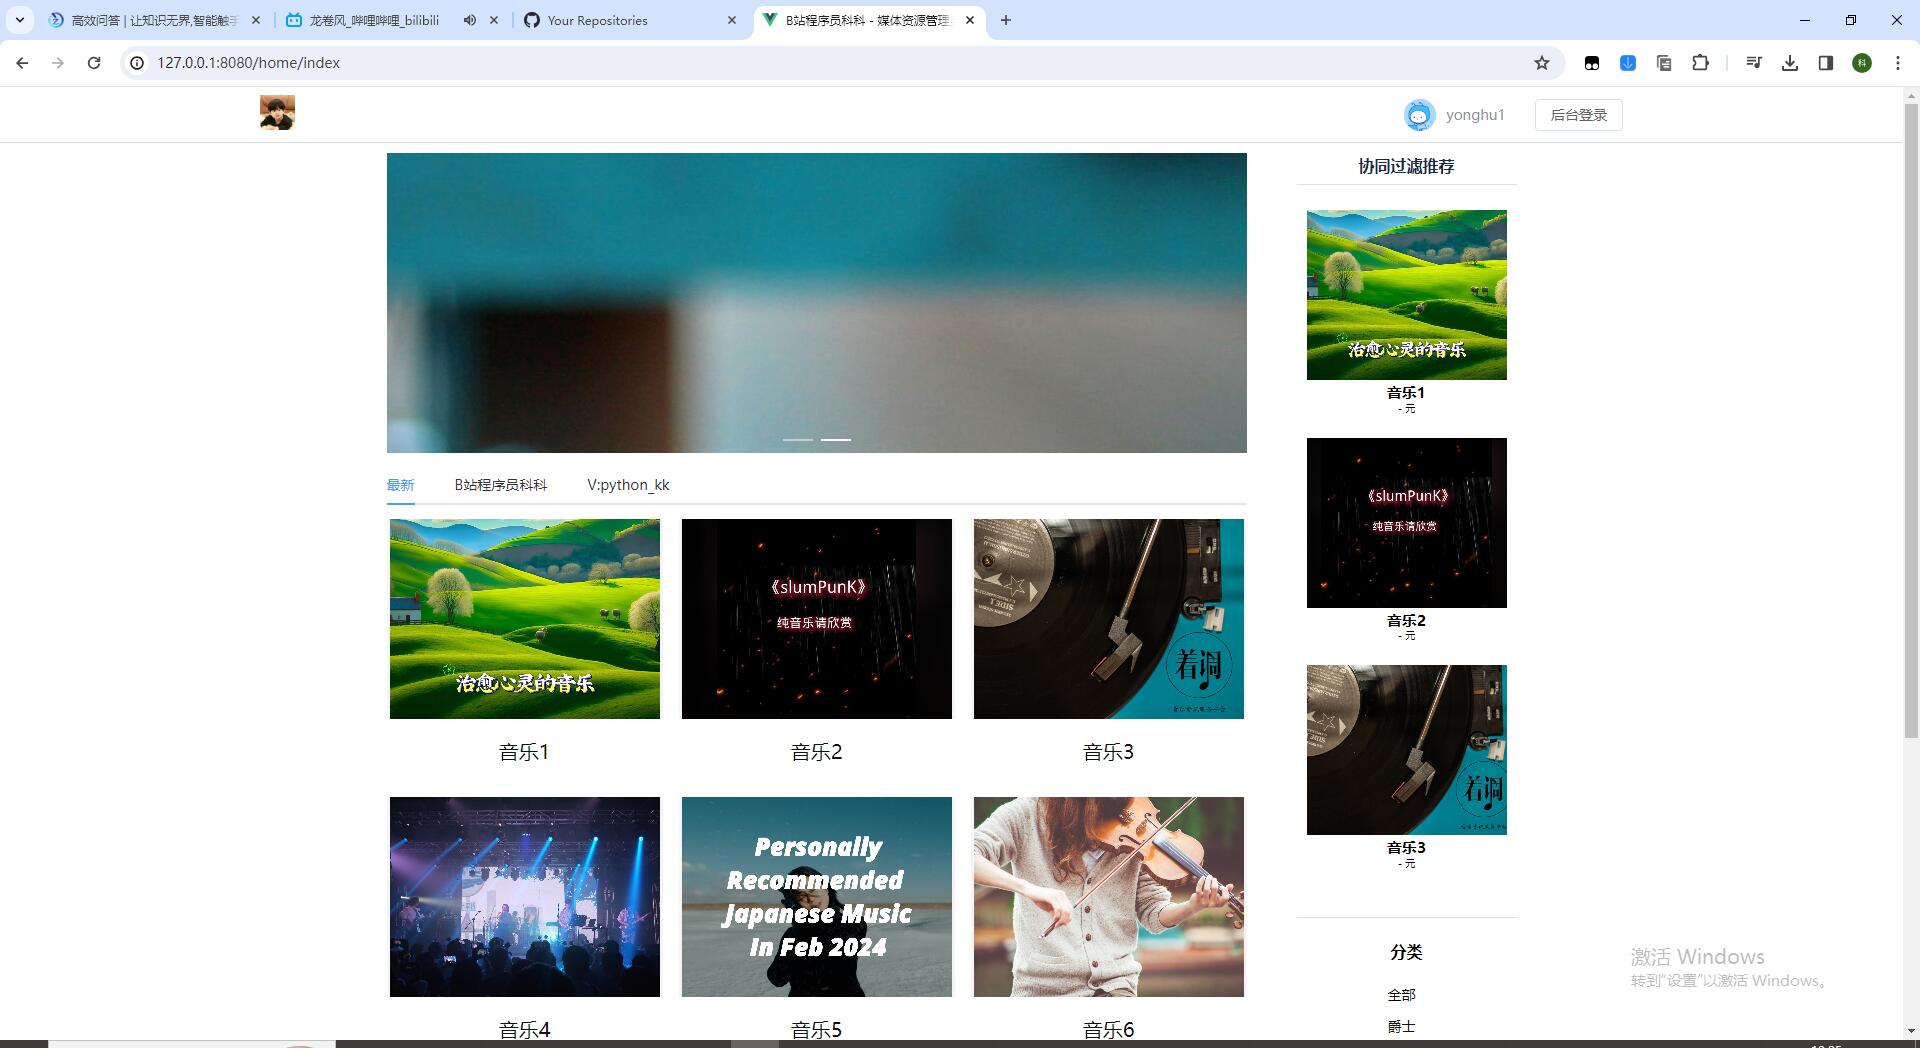 高效问答 | 让知识无界,智能触手
龙卷风_哔哩哔哩_bilibili
Your Repositories
B站程序员科科 - 媒体资源管理
127.0.0.1:8080/home/index
科
yonghu1
后台登录
协同过滤推荐
治愈心灵的音乐
音乐1
- 元
《slumPunK》
纯音乐请欣赏
音乐2
- 元
着调
音乐3
- 元
最新
B站程序员科科
V:python_kk
治愈心灵的音乐
《slumPunK》
纯音乐请欣赏
SIDE 1
着调
音乐1
音乐2
音乐3
Personally
Recommended
Japanese Music
In Feb 2024
音乐4
音乐5
音乐6
分类
全部
爵士
激活 Windows
转到"设置"以激活 Windows。